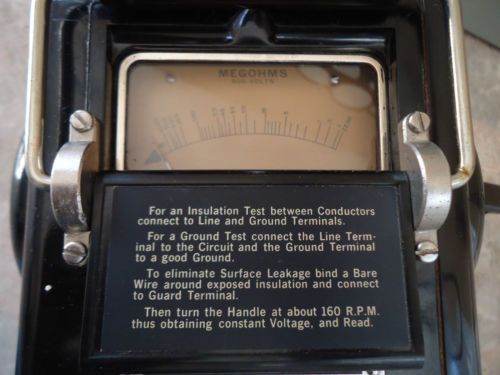 MEGOHMS
500 VOLTS
For an Insulation Test between Conductors
connect to Line and Ground Terminals.
For a Ground Test connect the Line Term-
inal to the Circuit and the Ground Terminal
to a good Ground.
To eliminate Surface Leakage bind a Bare
Wire around exposed insulation and connect
to Guard Terminal.
Then turn the Handle at about 160 R.P.M.
thus obtaining constant Voltage, and Read.